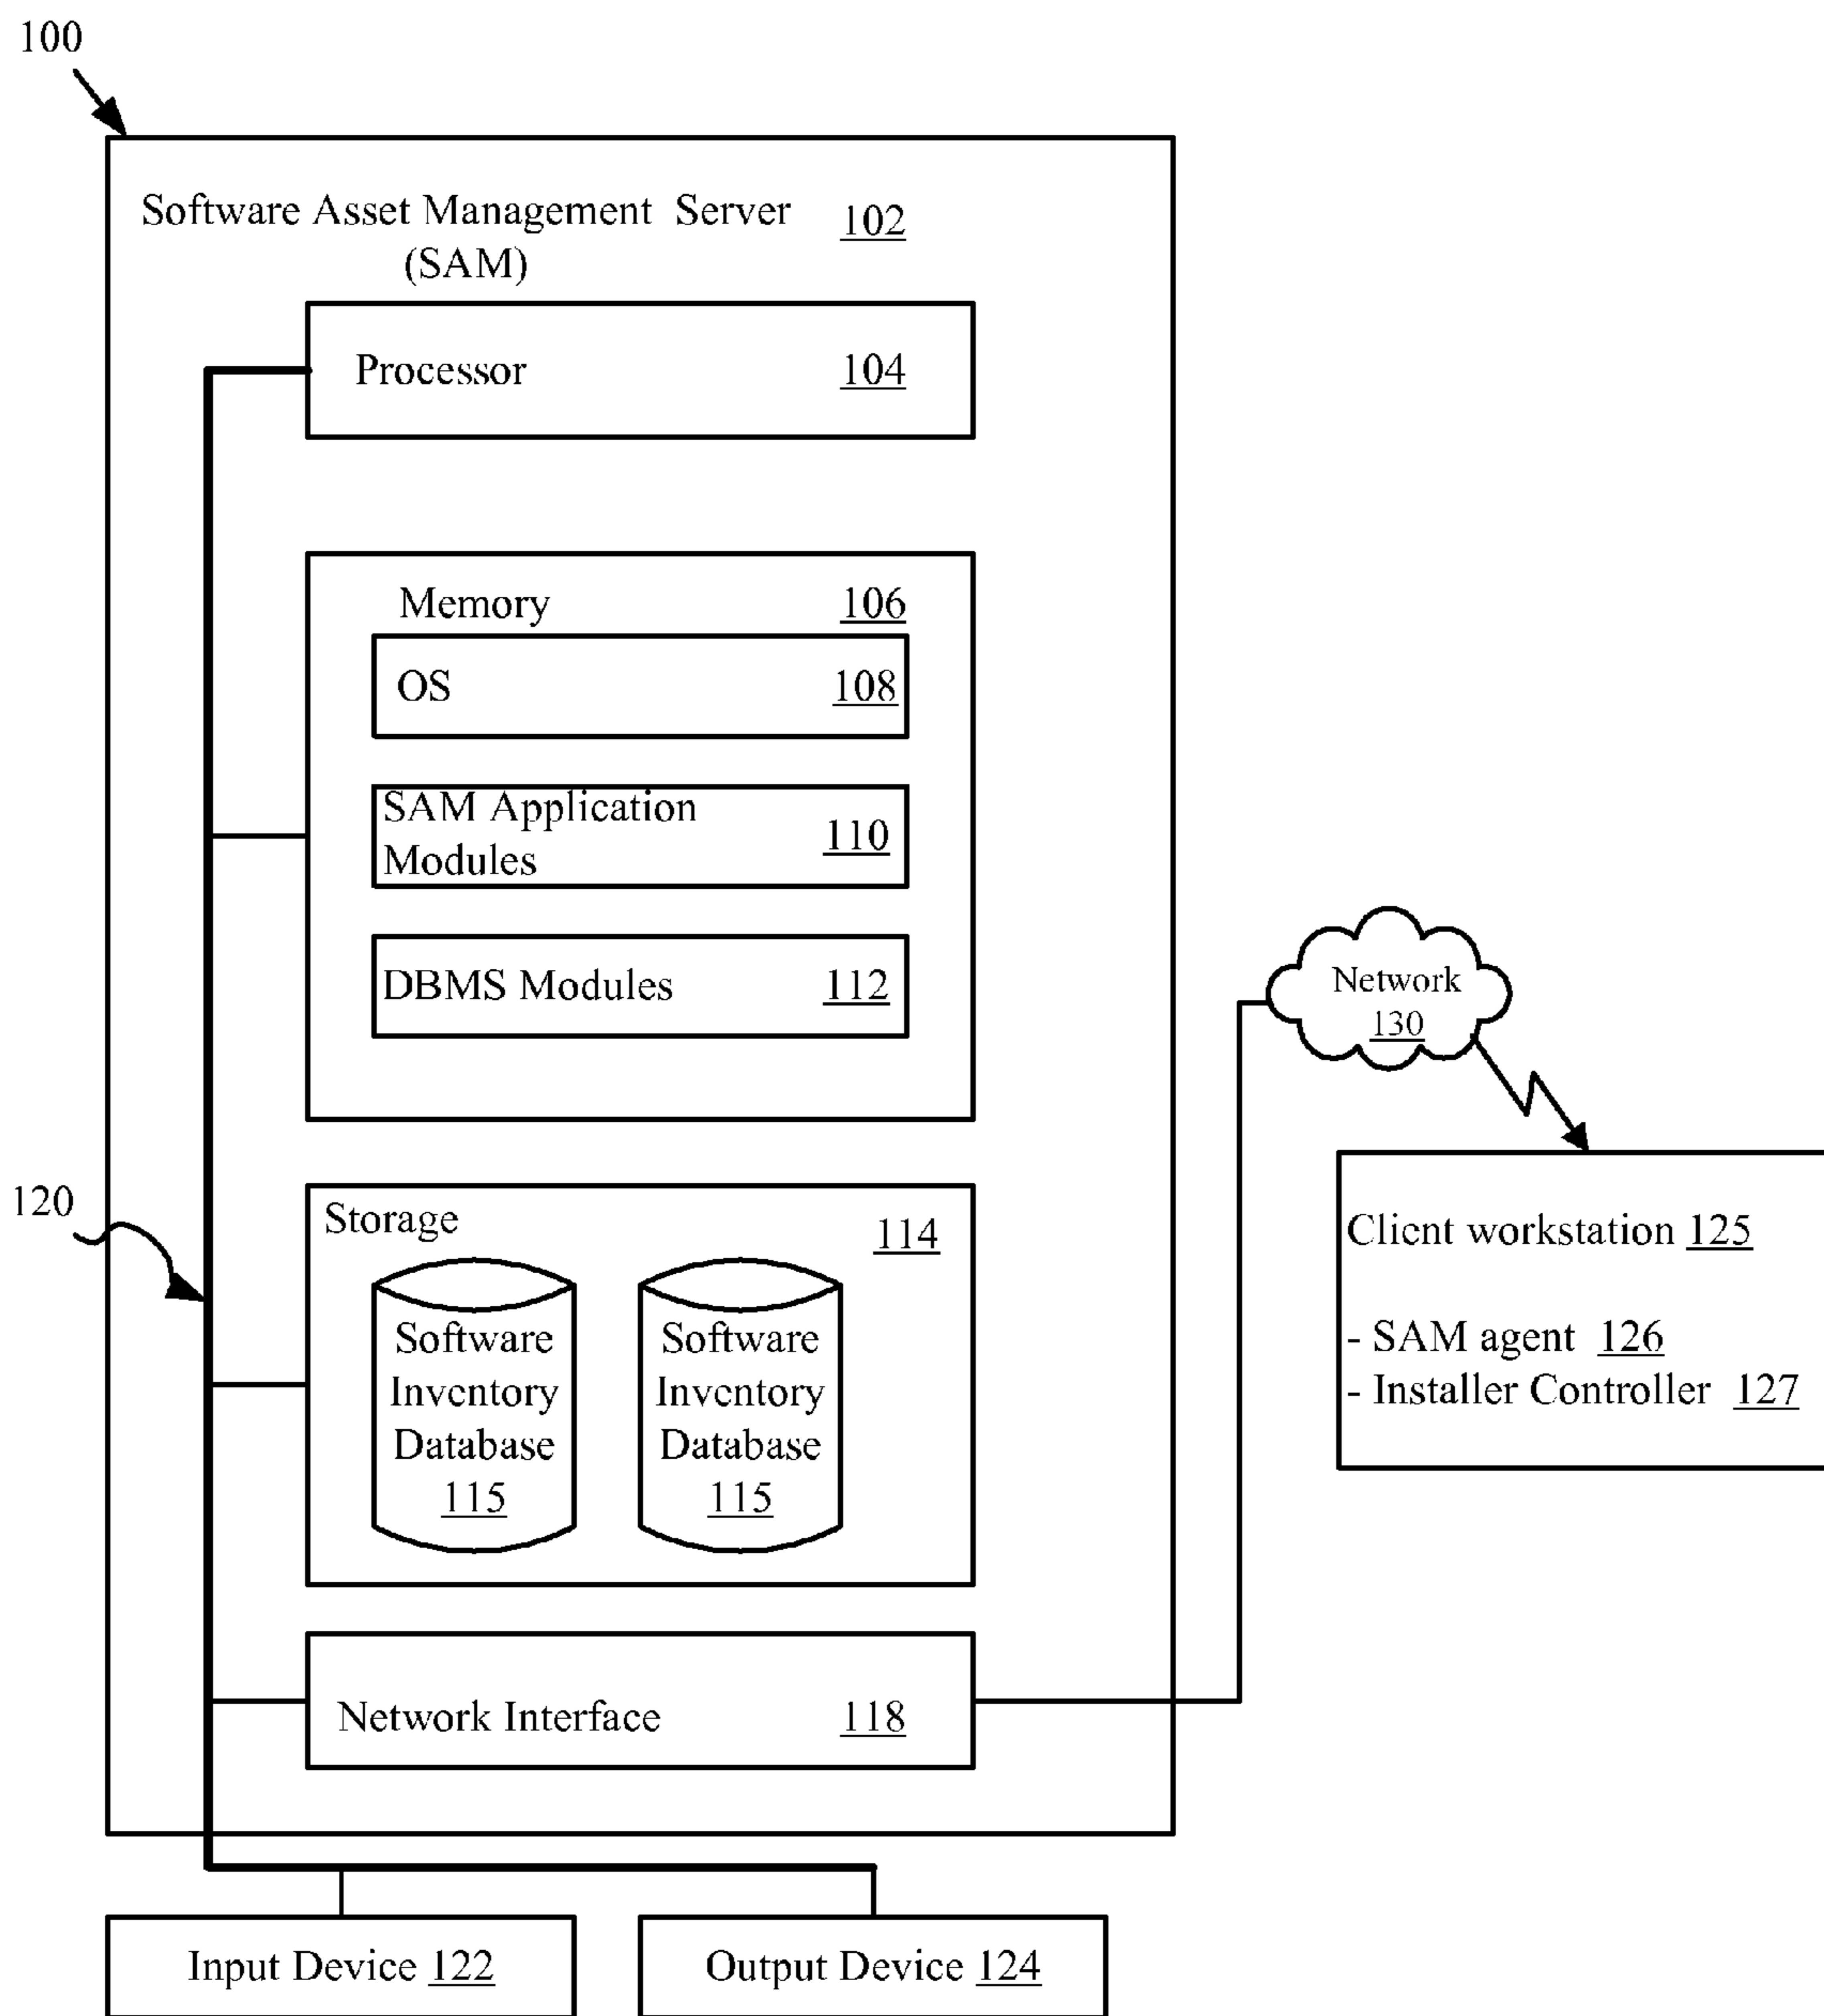 100
Software Asset Management Server 102
(SAM)
Processor 104
Memory 106
OS 108
SAM Application
Modules 110
DBMS Modules 112
Network
130
120
Storage 114
Software
Inventory
Database
115
Software
Inventory
Database
115
Client workstation 125
- SAM agent 126
- Installer Controller 127
Network Interface 118
Input Device 122
Output Device 124